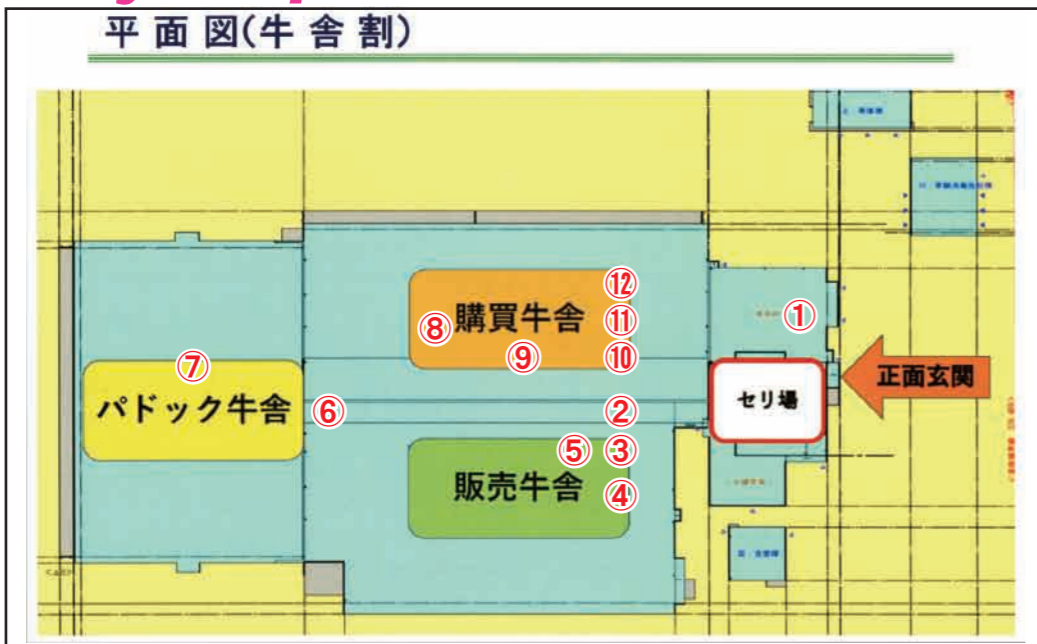 平面図(牛舎割)
⑫
購買牛舎
⑧
⑪
①
⑨
⑩
⑦
正面玄関
パドック牛舎
⑥
②
セリ場
⑤
③
販売牛舎
④